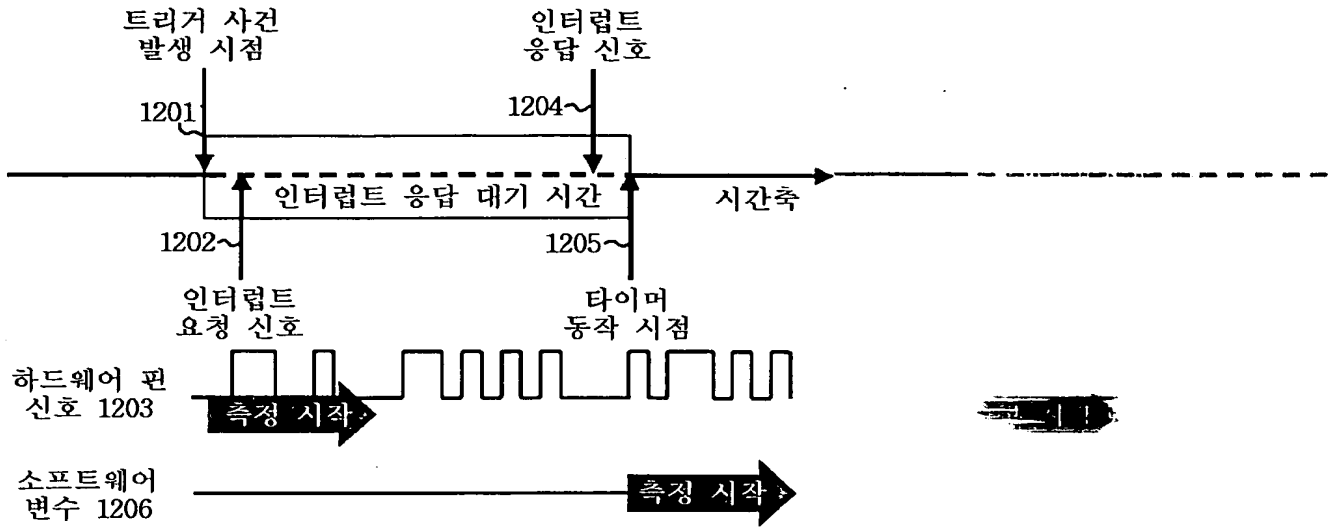 트리거 사건
발생 시점
인터럽트
응답 신호
1201
1204
인터럽트 응답 대기 시간
시간축
1202
1205
인터럽트
요청 신호
타이머
동작 시점
하드웨어 핀
신호 1203
측정 시작
소프트웨어
변수 1206
측정 시작